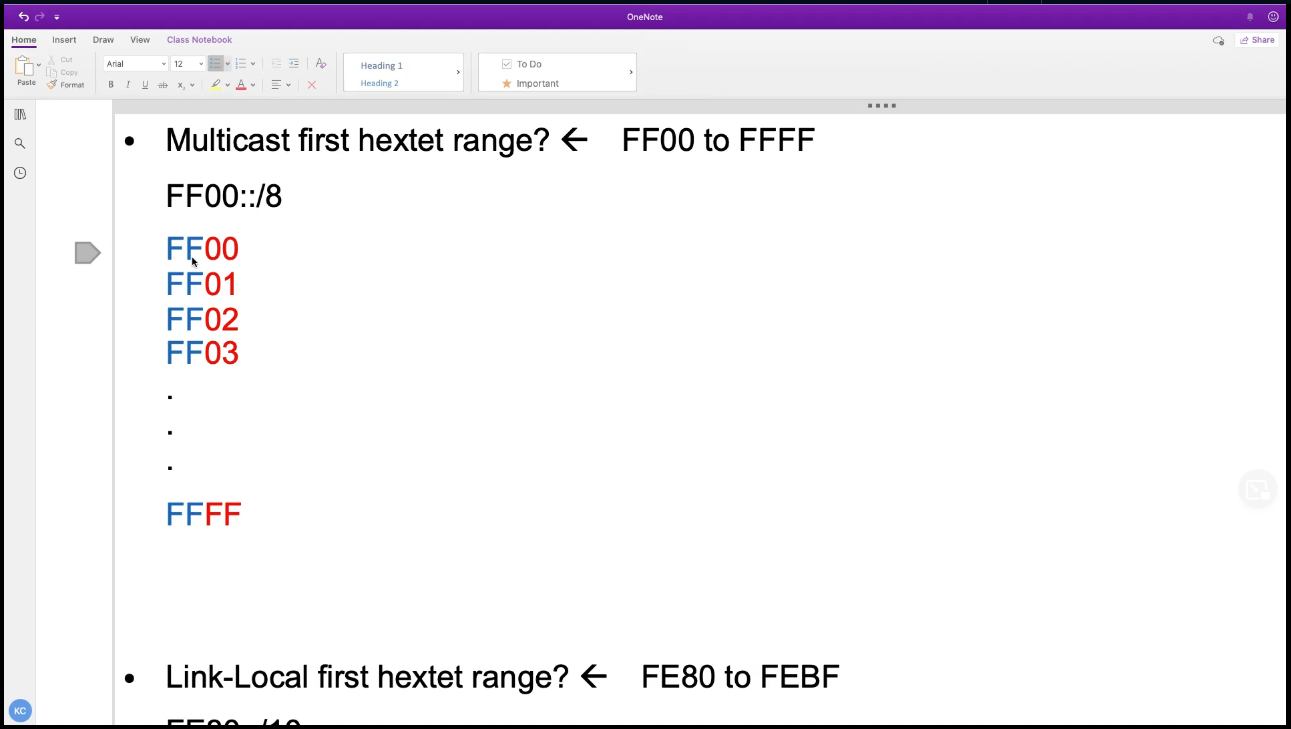 OneNote
Home Insert Draw View Class Notebook
Share
Paste
Cut
Copy
Format
Arial 12
B I U ab x₂ A
Heading 1
Heading 2
To Do
Important
• Multicast first hextet range? ← FF00 to FFFF
FF00::/8
FF00
FF01
FF02
FF03
.
.
.
FFFF
• Link-Local first hextet range? ← FE80 to FEBF
KC